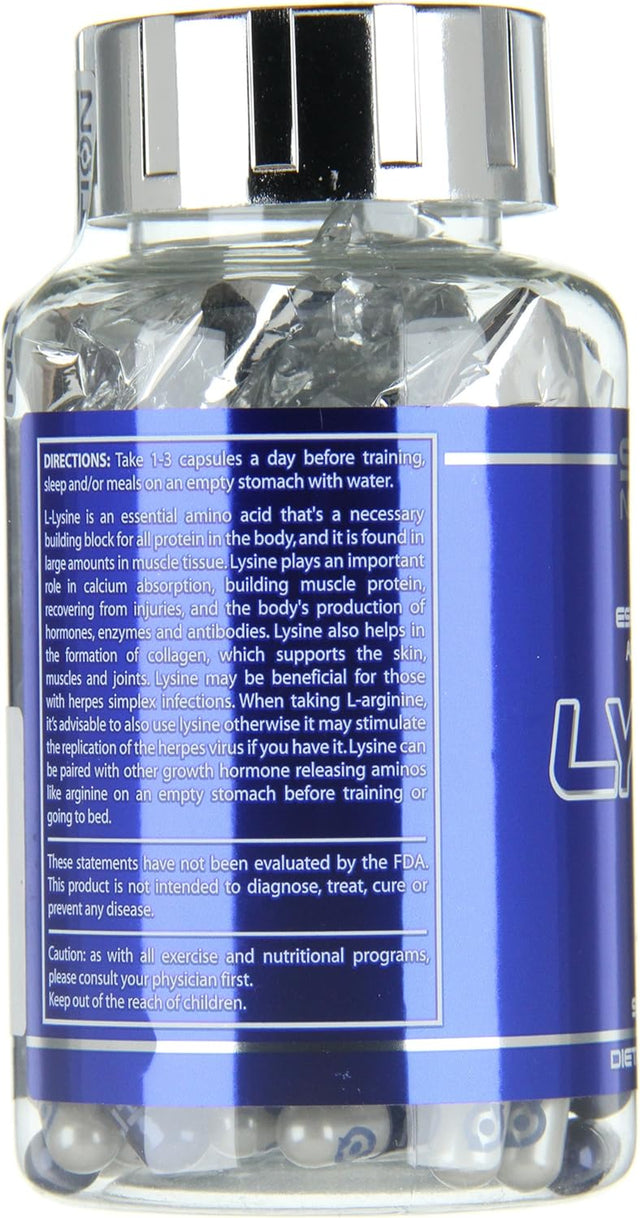 DIRECTIONS: Take 1-3 capsules a day before training,
sleep and/or meals on an empty stomach with water.
L-Lysine is an essential amino acid that's a necessary
building block for all protein in the body, and it is found in
large amounts in muscle tissue. Lysine plays an important
role in calcium absorption, building muscle protein,
recovering from injuries, and the body's production of
hormones, enzymes and antibodies. Lysine also helps in
the formation of collagen, which supports the skin,
muscles and joints. Lysine may be beneficial for those
with herpes simplex infections. When taking L-arginine,
it's advisable to also use lysine otherwise it may stimulate
the replication of the herpes virus if you have it. Lysine can
be paired with other growth hormone releasing aminos
like arginine on an empty stomach before training or
going to bed.
These statements have not been evaluated by the FDA.
This product is not intended to diagnose, treat, cure or
prevent any disease.
Caution: as with all exercise and nutritional programs,
please consult your physician first.
Keep out of the reach of children.
LY
DIET